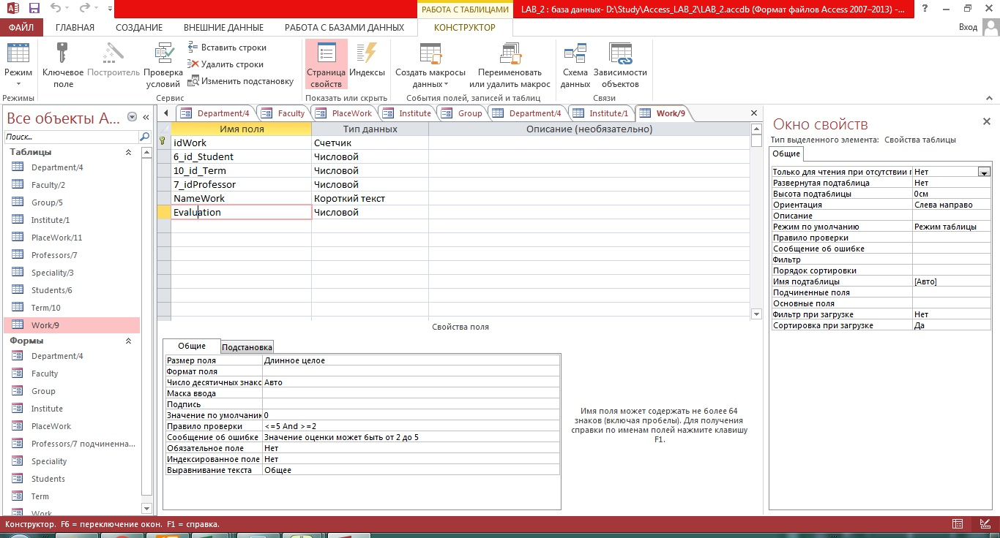 РАБОТА С ТАБЛИЦАМИ
LAB_2 : база данных- D:\Study\Access_LAB_2\LAB_2.accdb (Формат файлов Access 2007–2013) -...
?
ФАЙЛ ГЛАВНАЯ СОЗДАНИЕ ВНЕШНИЕ ДАННЫЕ РАБОТА С БАЗАМИ ДАННЫХ КОНСТРУКТОР Вход
Режим
Режимы
Ключевое поле
Построитель
Проверка условий
Вставить строки
Удалить строки
Изменить подстановку
Сервис
Страница свойств
Индексы
Показать или скрыть
Создать макросы данных
Переименовать или удалить макрос
События полей, записей и таблиц
Схема данных
Зависимости объектов
Связи
Все объекты A...
Поиск...
Таблицы
Department/4
Faculty/2
Group/5
Institute/1
PlaceWork/11
Professors/7
Speciality/3
Students/6
Term/10
Work/9
Формы
Department/4
Faculty
Group
Institute
PlaceWork
Professors/7 подчиненна...
Speciality
Students
Term
Work
Department/4 Faculty PlaceWork Institute Group Department/4 Institute/1 Work/9
Имя поля Тип данных Описание (необязательно)
idWork Счетчик
6_id_Student Числовой
10_id_Term Числовой
7_idProfessor Числовой
NameWork Короткий текст
Evaluation Числовой
Свойства поля
Общие Подстановка
Размер поля Длинное целое
Формат поля
Число десятичных знако Авто
Маска ввода
Подпись
Значение по умолчанию 0
Правило проверки <=5 And >=2
Сообщение об ошибке Значение оценки может быть от 2 до 5
Обязательное поле Нет
Индексированное поле Нет
Выравнивание текста Общее
Имя поля может содержать не более 64
знаков (включая пробелы). Для получения
справки по именам полей нажмите клавишу
F1.
Окно свойств
Тип выделенного элемента: Свойства таблицы
Общие
Только для чтения при отсутствии п Нет
Развернутая подтаблица Нет
Высота подтаблицы 0см
Ориентация Слева направо
Описание
Режим по умолчанию Режим таблицы
Правило проверки
Сообщение об ошибке
Фильтр
Порядок сортировки
Имя подтаблицы [Авто]
Подчиненные поля
Основные поля
Фильтр при загрузке Нет
Сортировка при загрузке Да
Конструктор. F6 = переключение окон. F1 = справка.